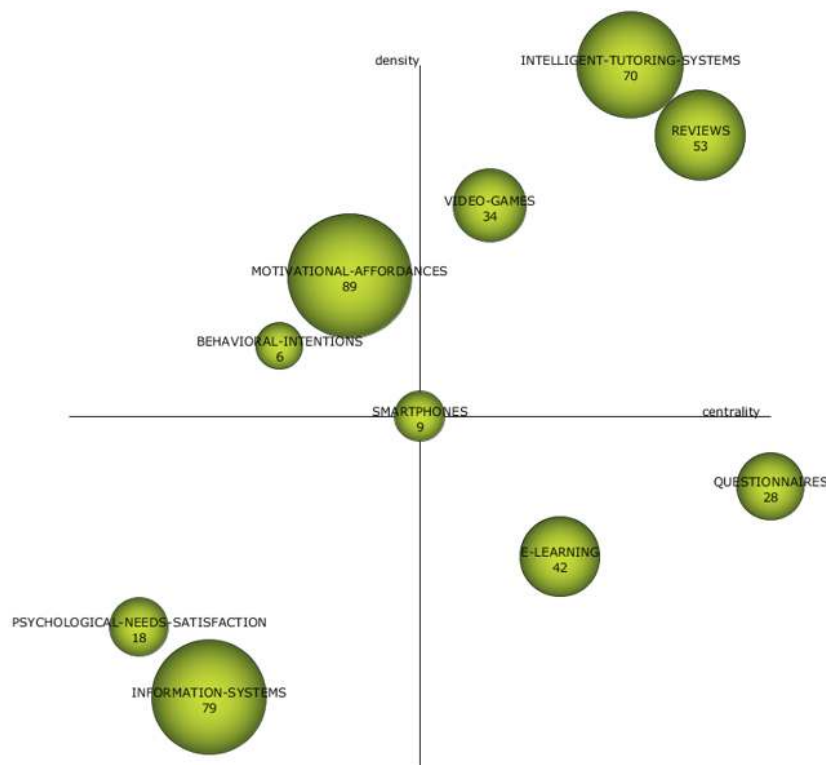 density
INTELLIGENT-TUTORING-SYSTEMS
70
REVIEWS
53
VIDEO-GAMES
34
MOTIVATIONAL-AFFORDANCES
89
BEHAVIORAL-INTENTIONS
6
SMARTPHONES
9
centrality
QUESTIONNAIRES
28
E-LEARNING
42
PSYCHOLOGICAL-NEEDS-SATISFACTION
18
INFORMATION-SYSTEMS
79